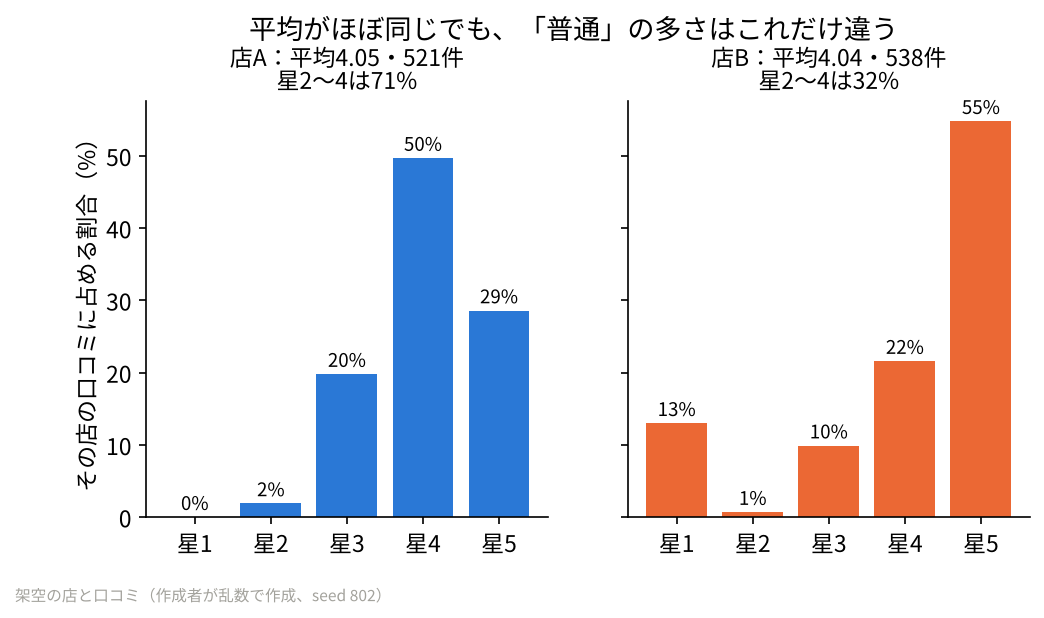 平均がほぼ同じでも、「普通」の多さはこれだけ違う
店A：平均4.05・521件
星2〜4は71%
店B：平均4.04・538件
星2〜4は32%
その店の口コミに占める割合（%）
50
40
30
20
10
0
0%
2%
20%
50%
29%
星1
星2
星3
星4
星5
13%
1%
10%
22%
55%
星1
星2
星3
星4
星5
架空の店と口コミ（作成者が乱数で作成、seed 802）